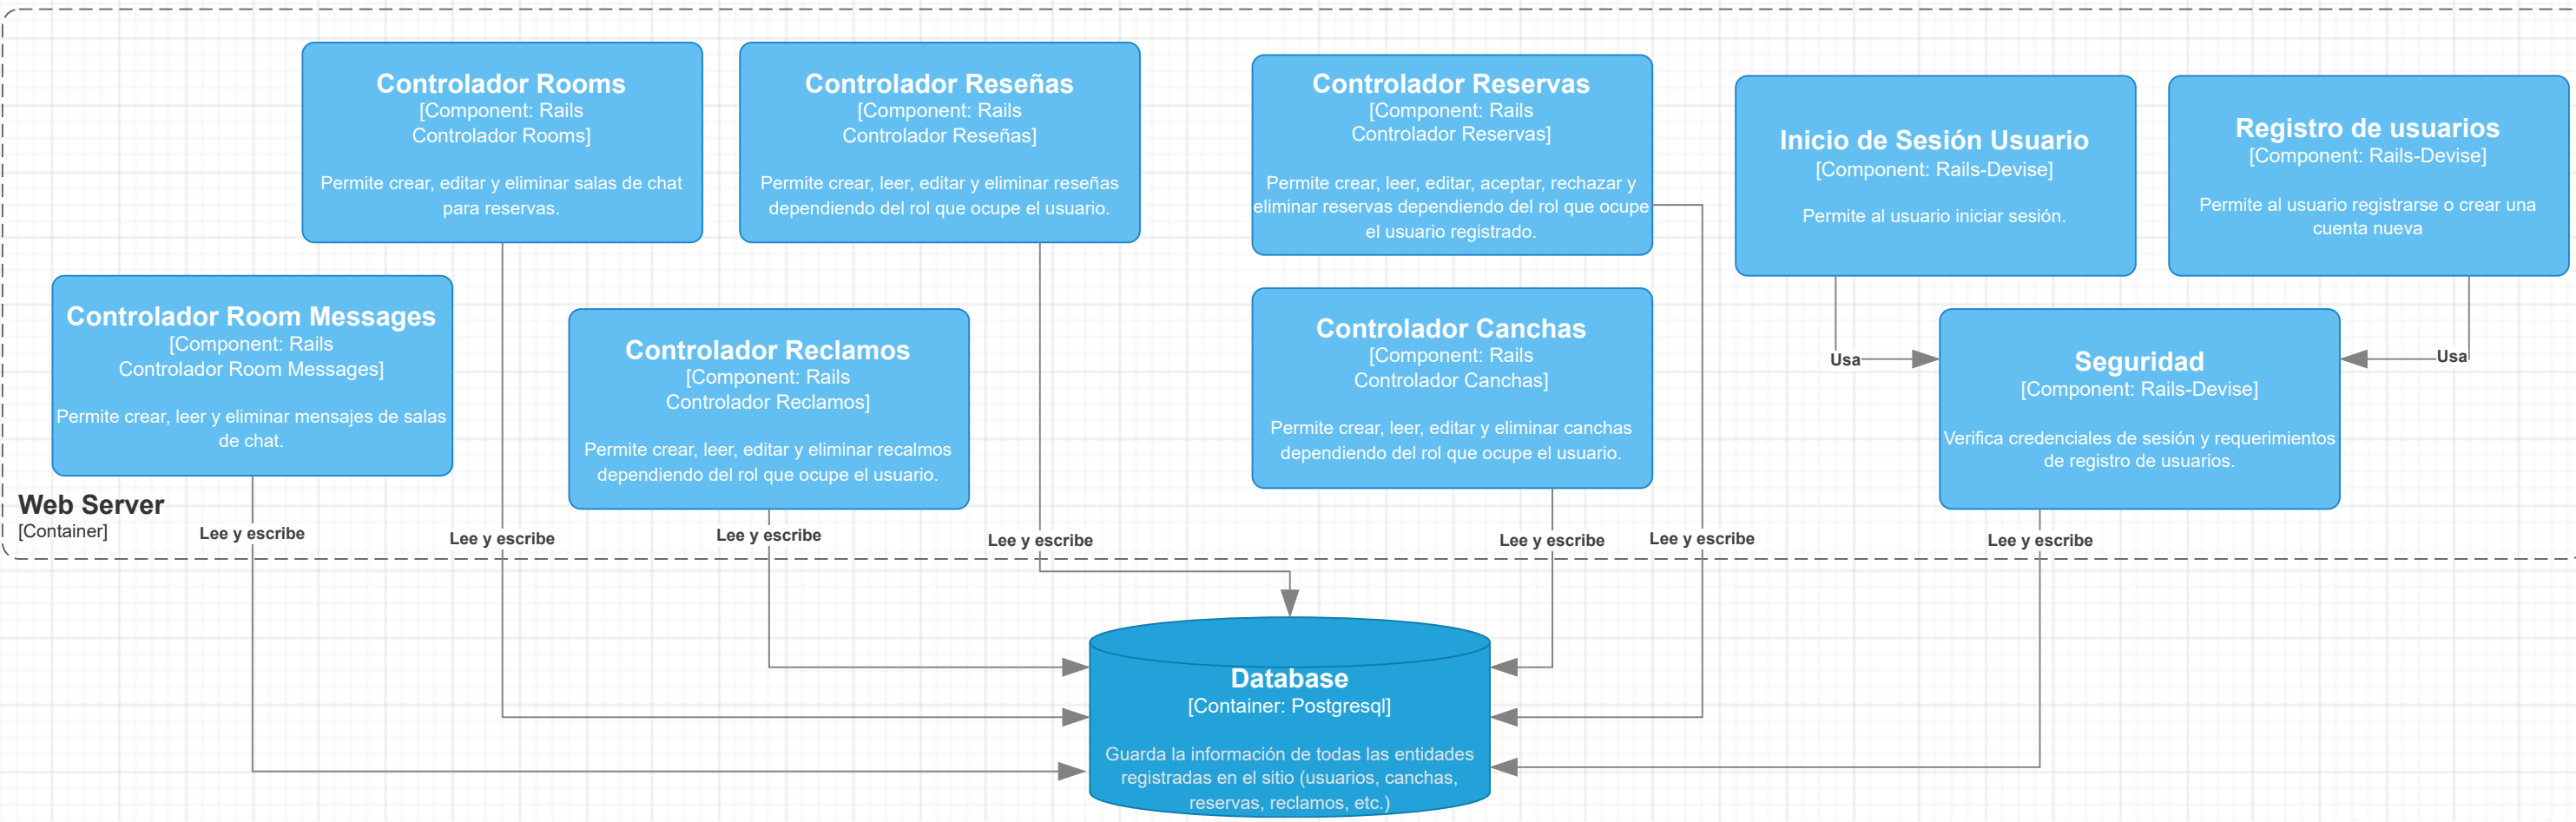 Controlador Rooms
[Component: Rails
Controlador Rooms]
Permite crear, editar y eliminar salas de chat
para reservas.
Controlador Reseñas
[Component: Rails
Controlador Reseñas]
Permite crear, leer, editar y eliminar reseñas
dependiendo del rol que ocupe el usuario.
Controlador Reservas
[Component: Rails
Controlador Reservas]
Permite crear, leer, editar, aceptar, rechazar y
eliminar reservas dependiendo del rol que ocupe
el usuario registrado.
Inicio de Sesión Usuario
[Component: Rails-Devise]
Permite al usuario iniciar sesión.
Registro de usuarios
[Component: Rails-Devise]
Permite al usuario registrarse o crear una
cuenta nueva
Controlador Room Messages
[Component: Rails
Controlador Room Messages]
Permite crear, leer y eliminar mensajes de salas
de chat.
Controlador Reclamos
[Component: Rails
Controlador Reclamos]
Permite crear, leer, editar y eliminar recalmos
dependiendo del rol que ocupe el usuario.
Controlador Canchas
[Component: Rails
Controlador Canchas]
Permite crear, leer, editar y eliminar canchas
dependiendo del rol que ocupe el usuario.
Usa
Seguridad
[Component: Rails-Devise]
Verifica credenciales de sesión y requerimientos
de registro de usuarios.
Usa
Web Server
[Container]
Lee y escribe
Lee y escribe
Lee y escribe
Lee y escribe
Lee y escribe
Lee y escribe
Lee y escribe
Database
[Container: Postgresql]
Guarda la información de todas las entidades
registradas en el sitio (usuarios, canchas,
reservas, reclamos, etc.)